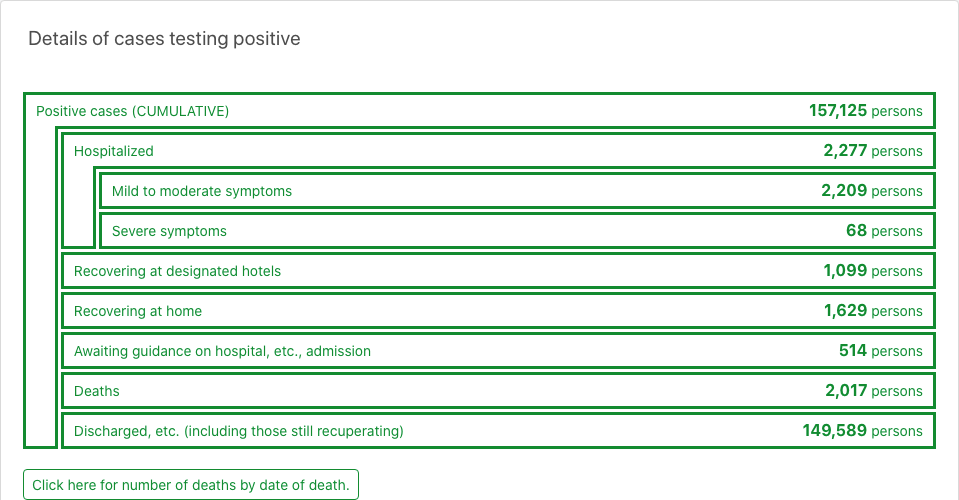 Details of cases testing positive
Positive cases (CUMULATIVE) 157,125 persons
Hospitalized 2,277 persons
Mild to moderate symptoms 2,209 persons
Severe symptoms 68 persons
Recovering at designated hotels 1,099 persons
Recovering at home 1,629 persons
Awaiting guidance on hospital, etc., admission 514 persons
Deaths 2,017 persons
Discharged, etc. (including those still recuperating) 149,589 persons
Click here for number of deaths by date of death.